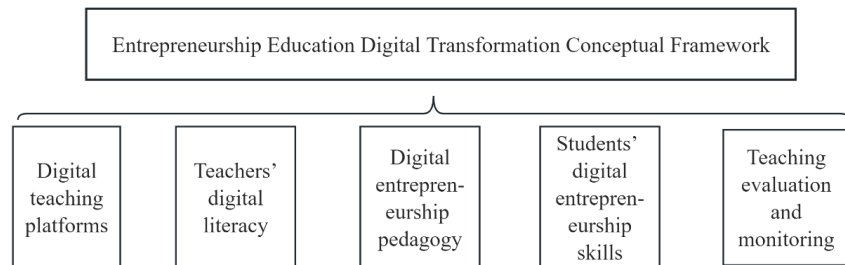 Entrepreneurship Education Digital Transformation Conceptual Framework
Digital
teaching
platforms
Teachers’
digital
literacy
Digital
entrepren-
eurship
pedagogy
Students’
digital
entrepren-
eurship
skills
Teaching
evaluation
and
monitoring